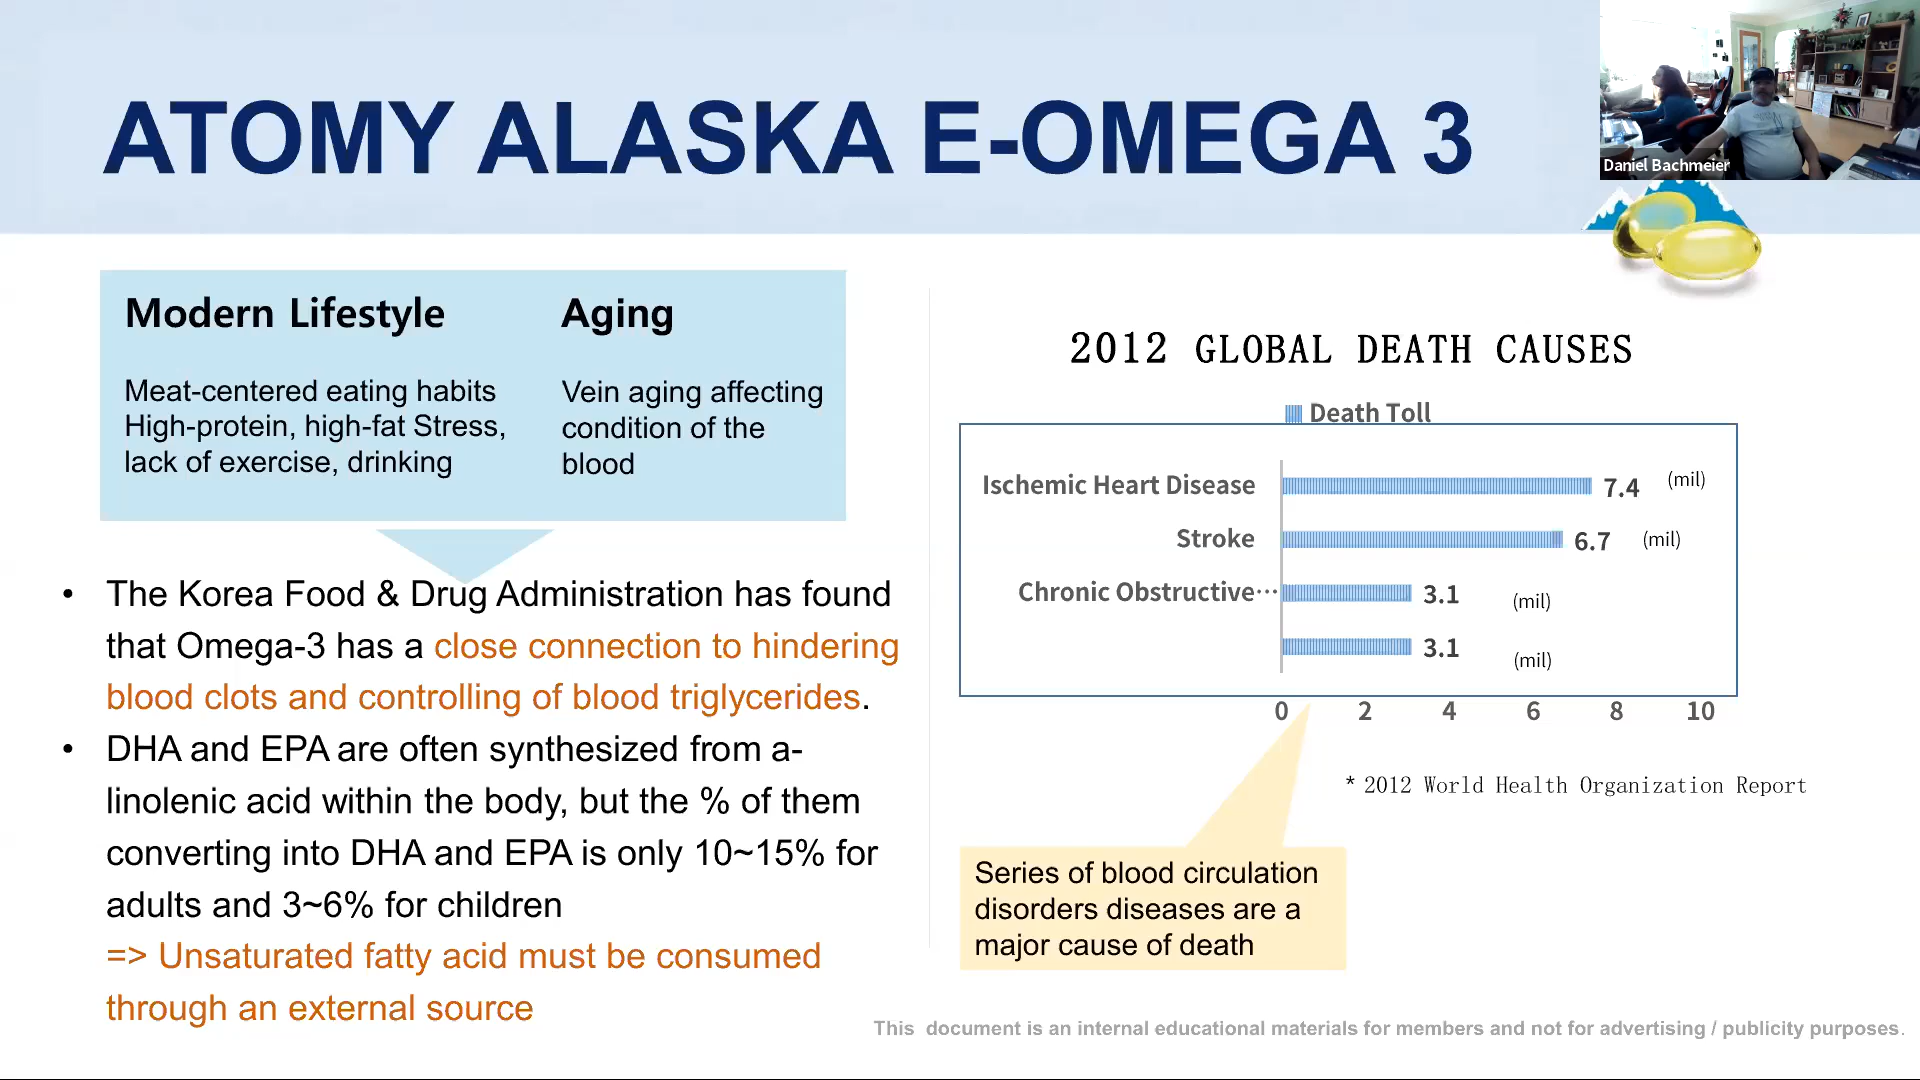 ATOMY ALASKA E-OMEGA 3
Daniel Bachmeier
Modern Lifestyle
Meat-centered eating habits
High-protein, high-fat Stress,
lack of exercise, drinking
Aging
Vein aging affecting
condition of the
blood
• The Korea Food & Drug Administration has found
that Omega-3 has a close connection to hindering
blood clots and controlling of blood triglycerides.
• DHA and EPA are often synthesized from a-
linolenic acid within the body, but the % of them
converting into DHA and EPA is only 10~15% for
adults and 3~6% for children
=> Unsaturated fatty acid must be consumed
through an external source
2012 GLOBAL DEATH CAUSES
Death Toll
Ischemic Heart Disease 7.4 (mil)
Stroke 6.7 (mil)
Chronic Obstructive… 3.1 (mil)
3.1 (mil)
0 2 4 6 8 10
* 2012 World Health Organization Report
Series of blood circulation
disorders diseases are a
major cause of death
This document is an internal educational materials for members and not for advertising / publicity purposes.